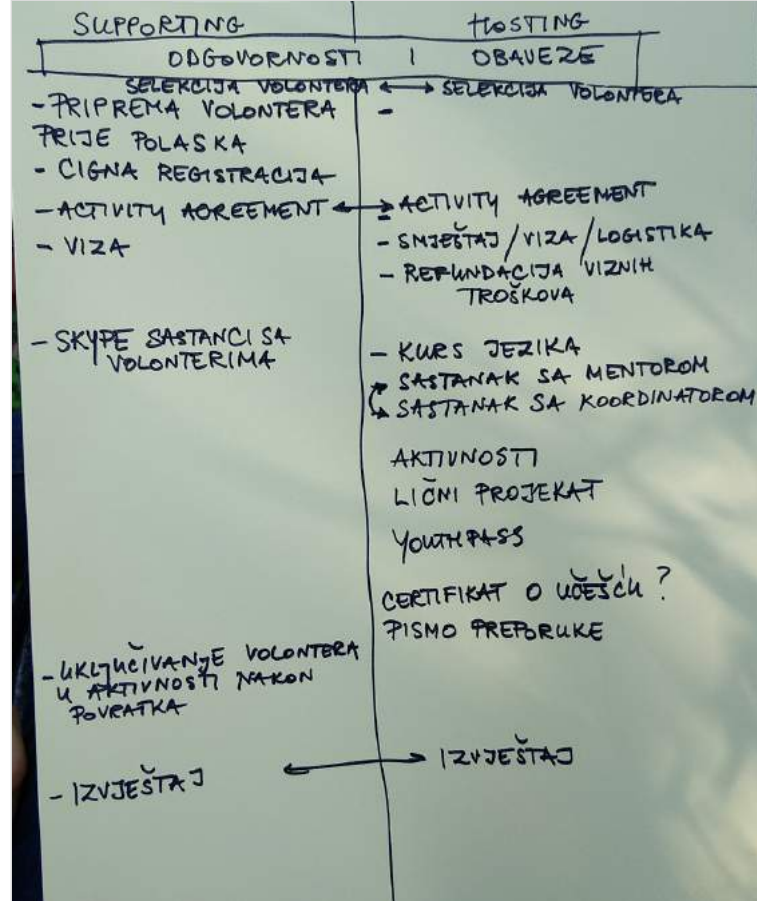 SUPPORTING
HOSTING
ODGOVORNOSTI I OBAVEZE
SELEKCIJA VOLONTERA ↔ SELEKCIJA VOLONTERA
- PRIPREMA VOLONTERA
-
PRIJE POLASKA
- CIGNA REGISTRACIJA
- ACTIVITY AGREEMENT ↔ ACTIVITY AGREEMENT
- VIZA
- SMJEŠTAJ / VIZA / LOGISTIKA
- REFUNDACIJA VIZNIH
TROŠKOVA
- SKYPE SASTANCI SA
VOLONTERIMA
- KURS JEZIKA
SASTANAK SA MENTOROM
SASTANAK SA KOORDINATOROM
AKTIVNOSTI
LIČNI PROJEKAT
YOUTHPASS
CERTIFIKAT O UČEŠĆU ?
PISMO PREPORUKE
- UKLJUČIVANJE VOLONTERA
U AKTIVNOSTI NAKON
POVRATKA
- IZVJEŠTAJ ↔ IZVJEŠTAJ